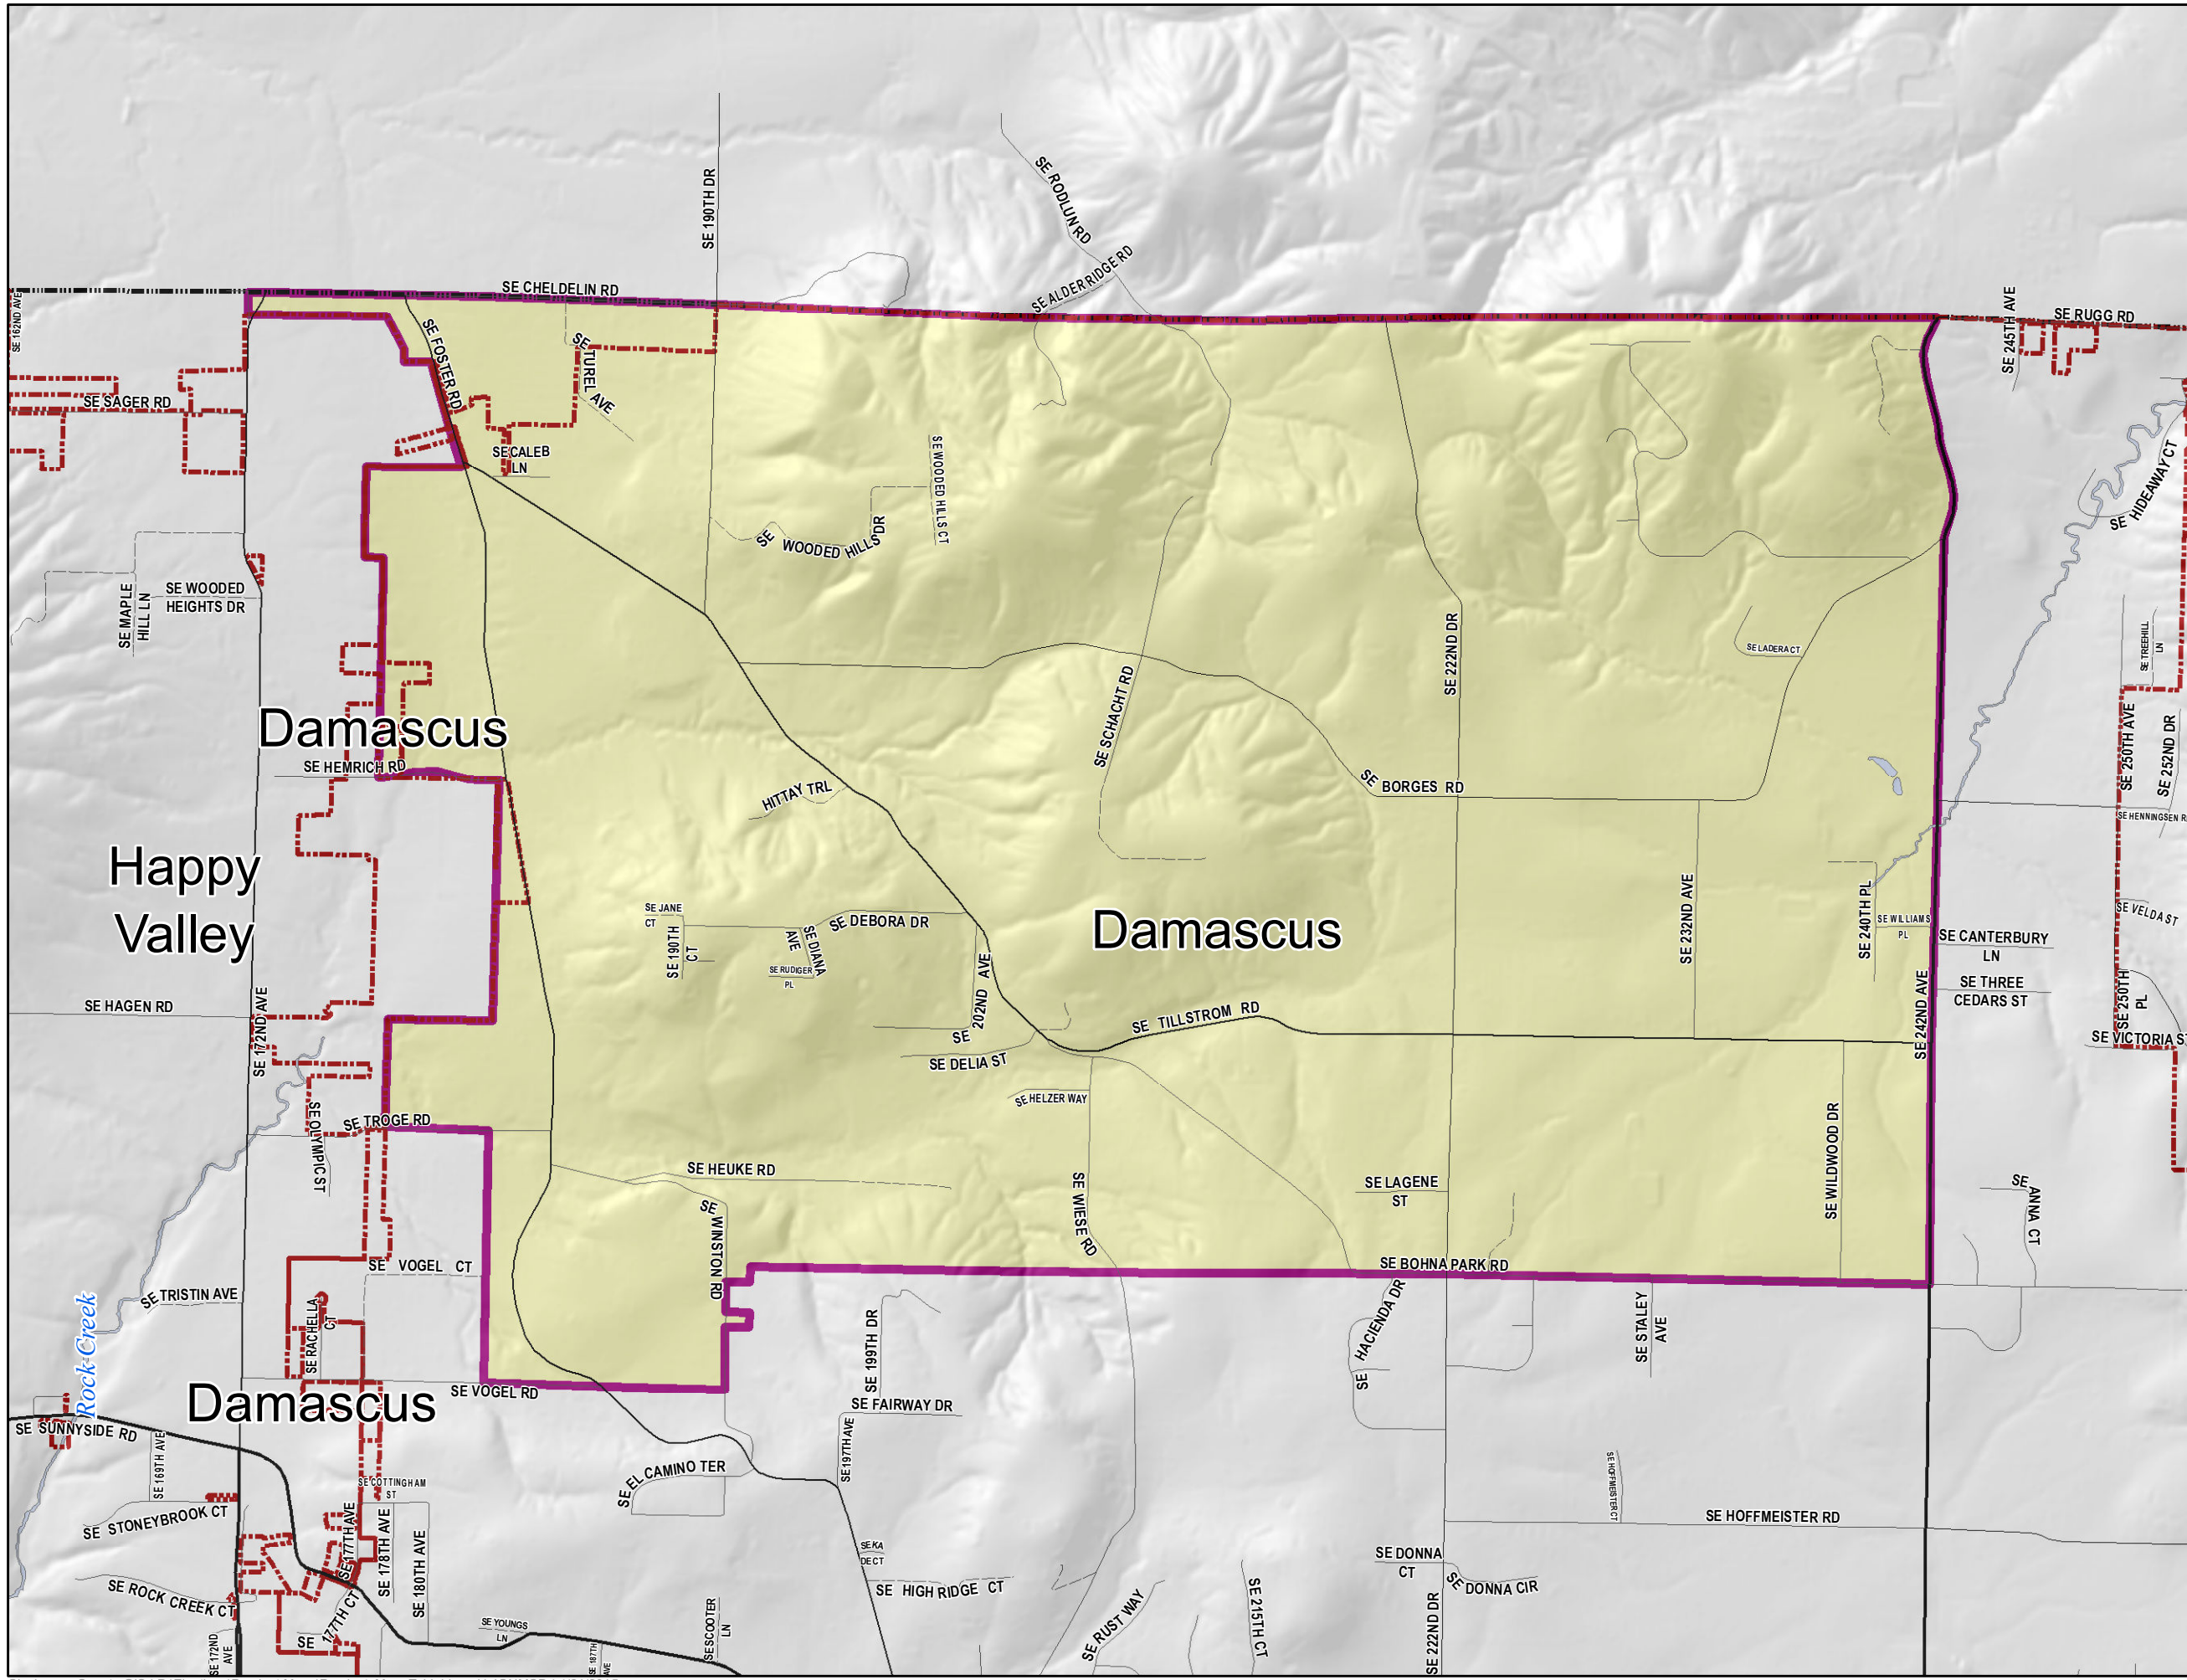 SE 190TH DR
SE RODLUN RD
SE ALDERRIDGE RD
SE CHELDELIN RD
SE 162ND AVE
SE 245TH AVE
SE RUGG RD
SE FOSTER RD
SE
TUREL AVE
SE SAGER RD
SE CALEB
LN
SE WOODED HILLS CT
SE
WOODED HILLS DR
SE HIDEAWAY CT
SE MAPLE
HILL LN
SE WOODED
HEIGHTS DR
SE LADERA CT
SE TREEHILL
LN
SE 222ND DR
SE SCHACHT RD
SE 250TH AVE
SE 252ND DR
Damascus
SE HEMRICH RD
HITTAY TRL
SE
BORGES RD
SE HENNINGSEN R
Happy
Valley
SE JANE
CT
SE 190TH
CT
SE DIANA
AVE
SE DEBORA DR
SE RUDIGER
PL
Damascus
SE 232ND AVE
SE 240TH PL
SE WILLIAMS
PL
SE VELDA ST
SE CANTERBURY
LN
SE THREE
CEDARS ST
SE HAGEN RD
SE 172ND AVE
SE
202ND AVE
SE TILLSTROM RD
SE 242ND AVE
SE 250TH
PL
SE VICTORIA S
SE DELIA ST
SE HELZER WAY
SE OLYMPIC ST
SE TROGE RD
SE WILDWOOD DR
SE HEUKE RD
SE
WINSTON RD
SE WIESE RD
SE LAGENE
ST
SE
ANNA CT
SE VOGEL CT
SE BOHNA PARK RD
SE TRISTIN AVE
Rock Creek
SE RACHELLA
CT
SE 199TH DR
SE
HACIENDA DR
SE STALEY
AVE
Damascus
SE VOGEL RD
SE FAIRWAY DR
SE SUNNYSIDE RD
SE 169TH AVE
SE 197TH AVE
SE EL CAMINO TER
SE COTTINGHAM
ST
SE HOFFMEISTER CT
SE STONEYBROOK CT
SE HOFFMEISTER RD
SE 177TH AVE
SE 178TH AVE
SE 180TH AVE
SE KA
DE CT
SE DONNA
CT
SE
DONNA CIR
SE HIGH RIDGE CT
SE ROCK CREEK CT
SE
177TH CT
SE YOUNGS
LN
SE SCOOTER
LN
SE RUST WAY
SE 215TH CT
SE 222ND DR
SE 172ND
AVE
SE 187TH
AVE